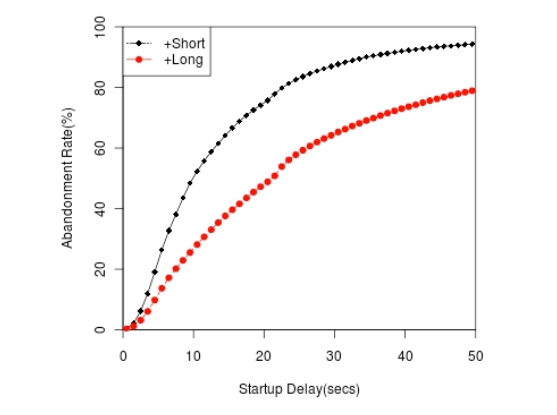 +Short
+Long
Abandonment Rate(%)
100
80
60
40
20
0
0 10 20 30 40 50
Startup Delay(secs)